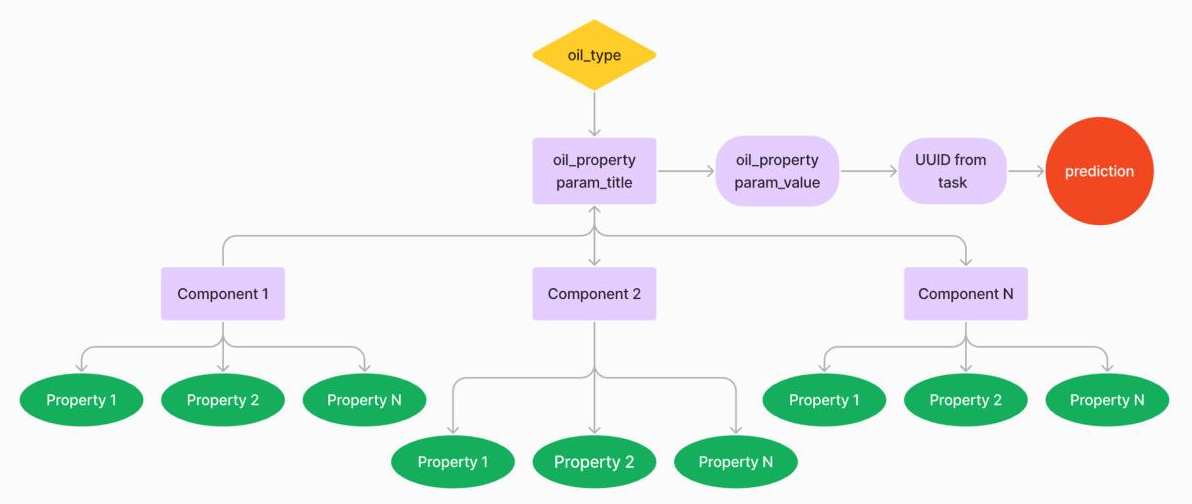 oil_type
oil_property
param_title
oil_property
param_value
UUID from
task
prediction
Component 1
Component 2
Component N
Property 1
Property 2
Property N
Property 1
Property 2
Property N
Property 1
Property 2
Property N